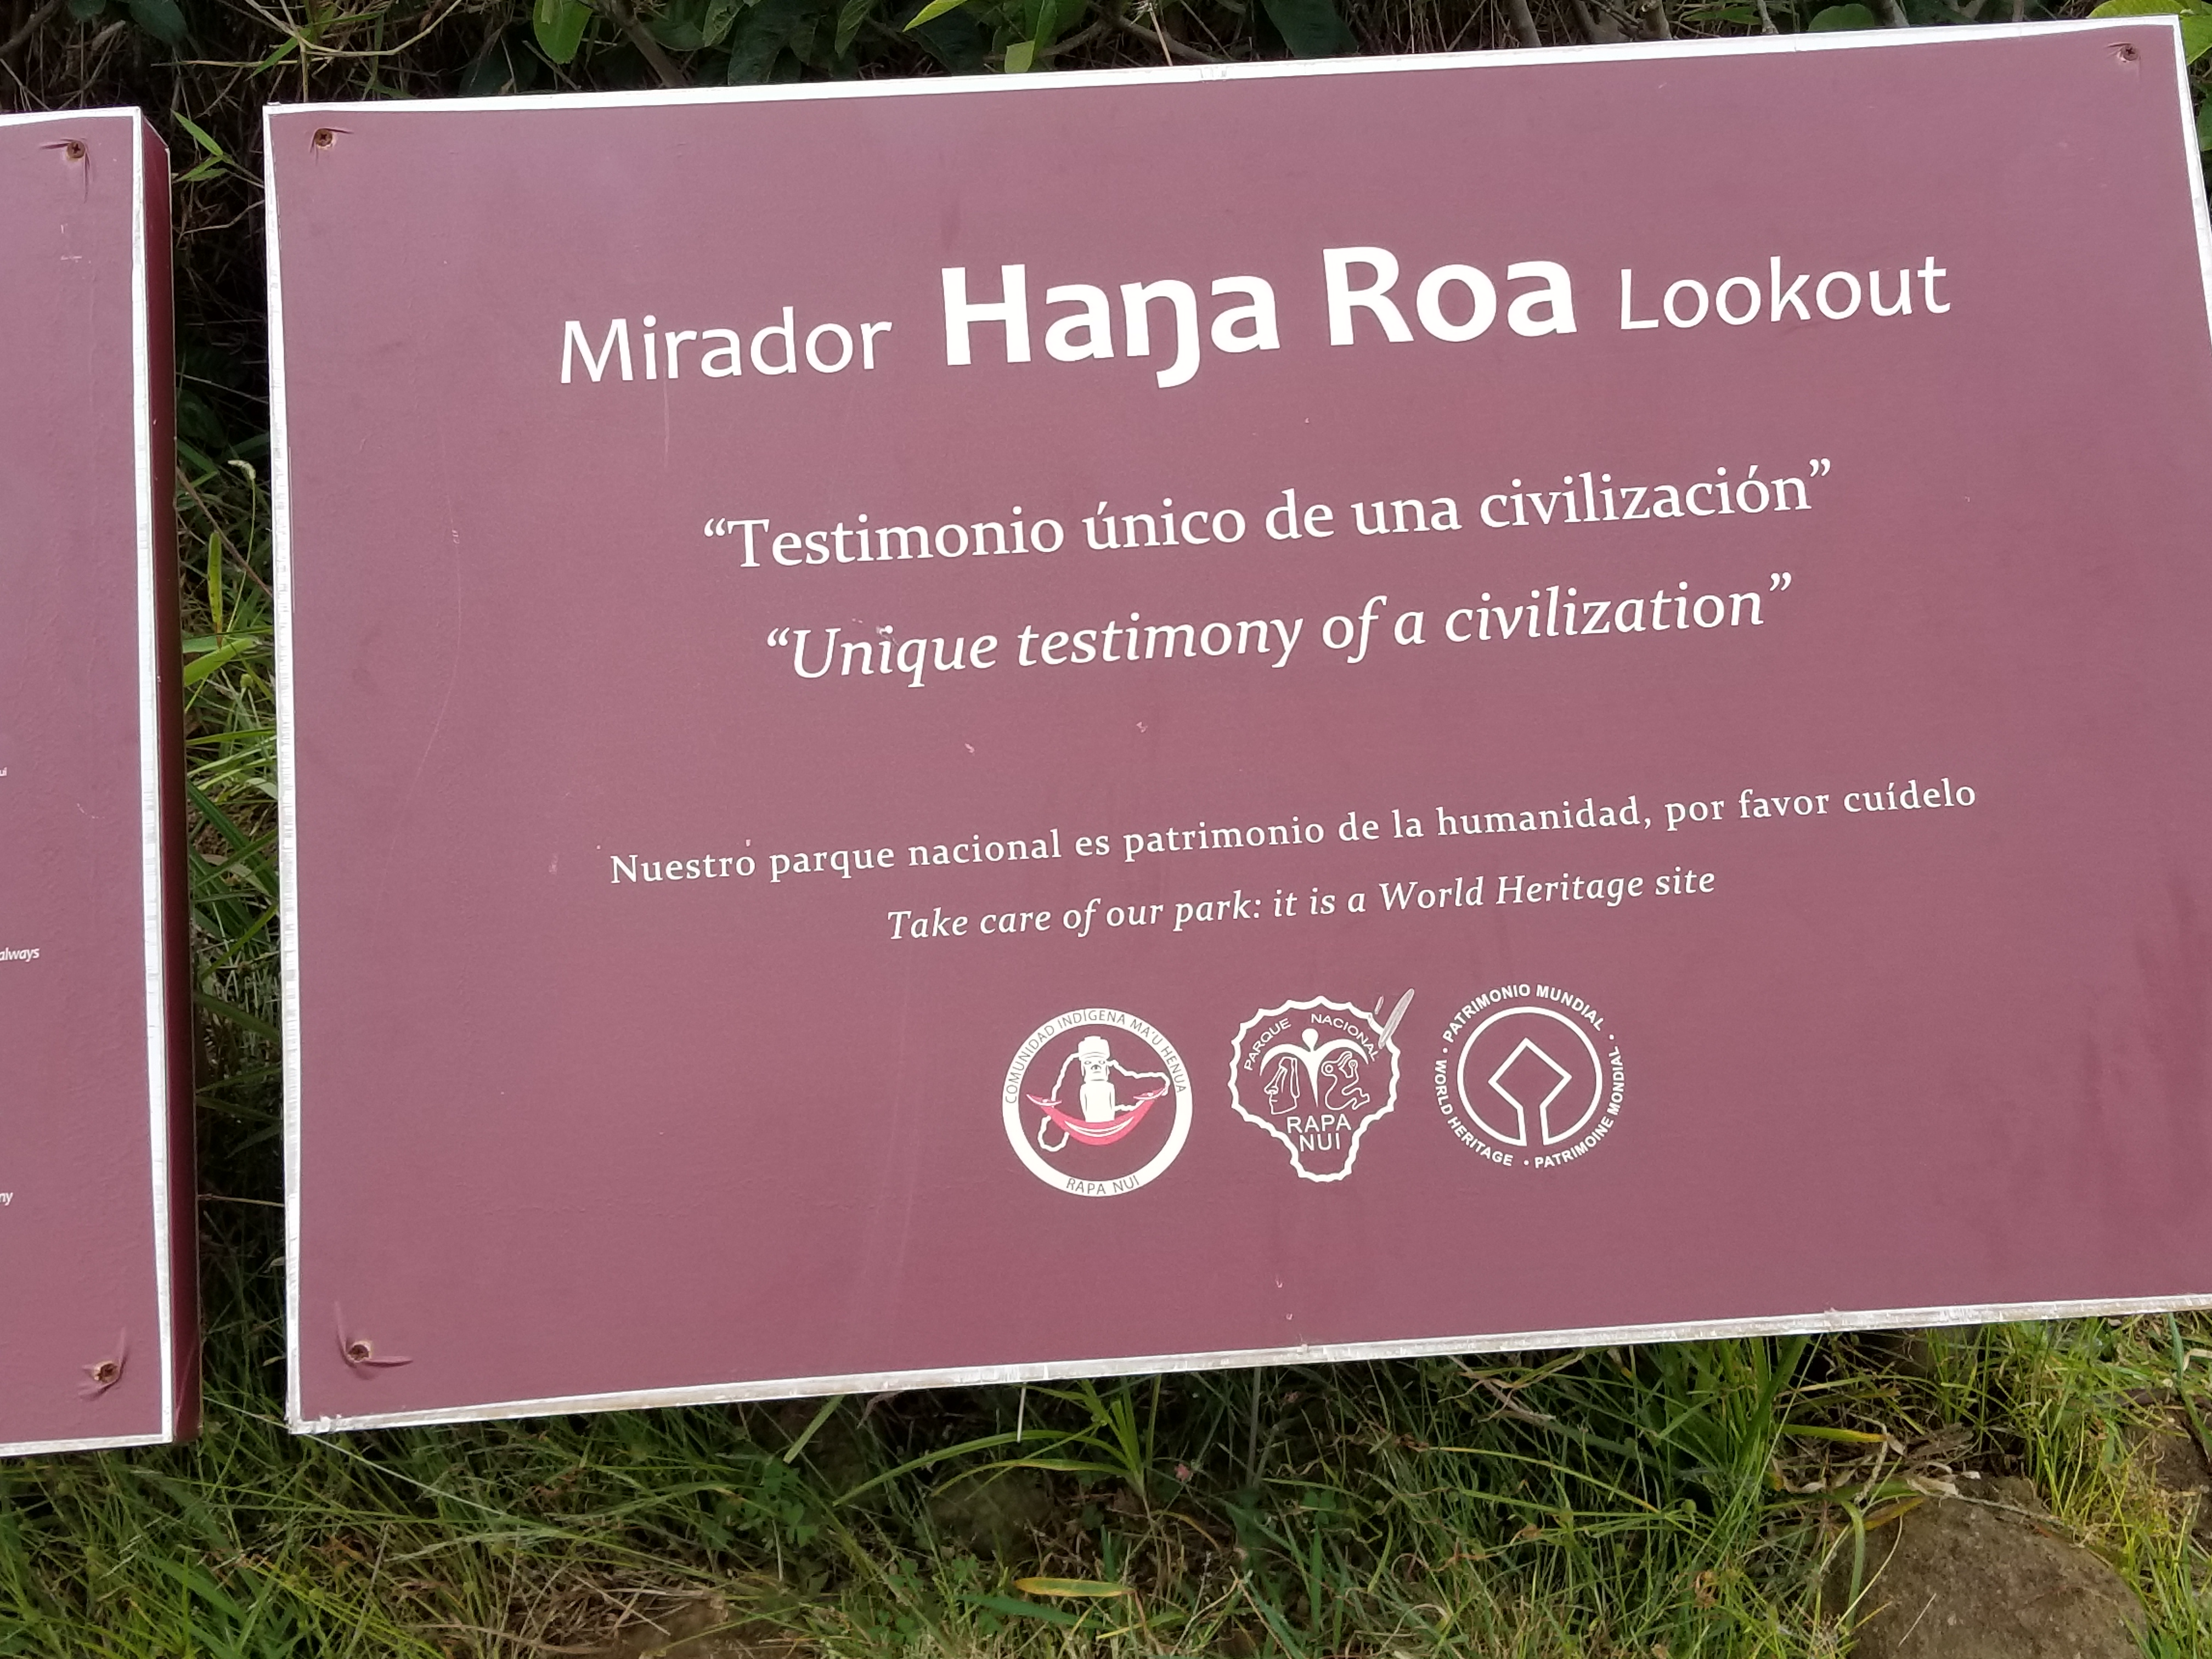 Mirador Haŋa Roa Lookout
“Testimonio único de una civilización”
“Unique testimony of a civilization”
Nuestro parque nacional es patrimonio de la humanidad, por favor cuídelo
Take care of our park: it is a World Heritage site
COMUNIDAD INDÍGENA MA'U HENUA
RAPA NUI
PARQUE NACIONAL
RAPA
NUI
PATRIMONIO MUNDIAL • WORLD HERITAGE • PATRIMOINE MONDIAL •
always